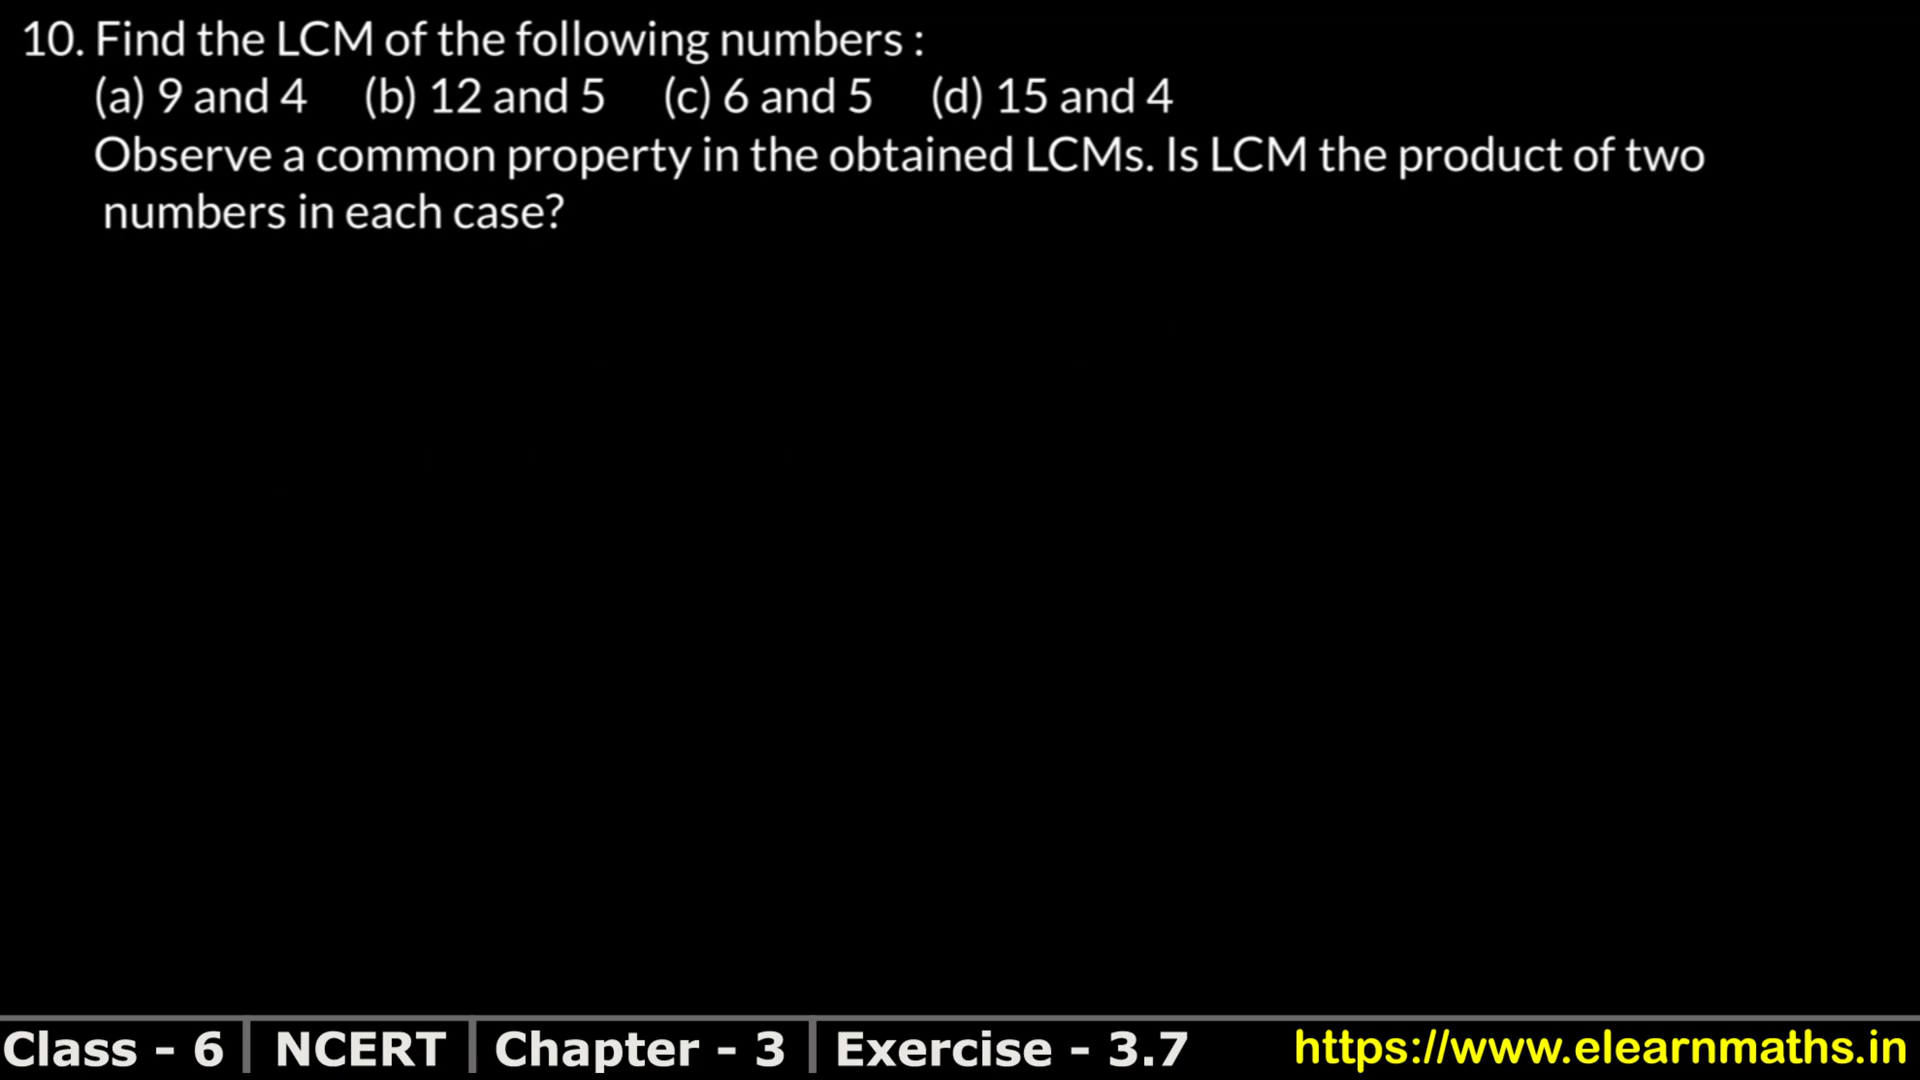 10. Find the LCM of the following numbers :
(a) 9 and 4 (b) 12 and 5 (c) 6 and 5 (d) 15 and 4
Observe a common property in the obtained LCMs. Is LCM the product of two
numbers in each case?
Class - 6 NCERT Chapter - 3 Exercise - 3.7 https://www.elearnmaths.in